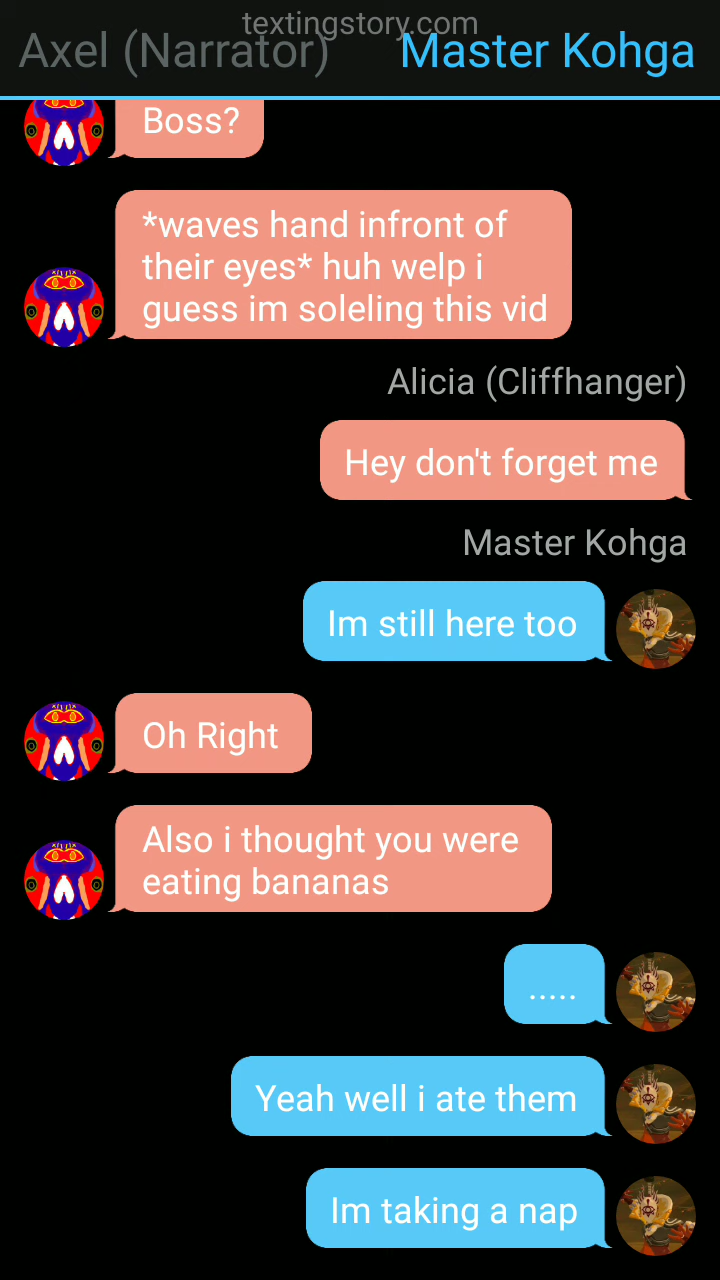 textingstory.com
Axel (Narrator)
Master Kohga
Boss?
*waves hand infront of
their eyes* huh welp i
guess im soleling this vid
Alicia (Cliffhanger)
Hey don't forget me
Master Kohga
Im still here too
Oh Right
Also i thought you were
eating bananas
.....
Yeah well i ate them
Im taking a nap